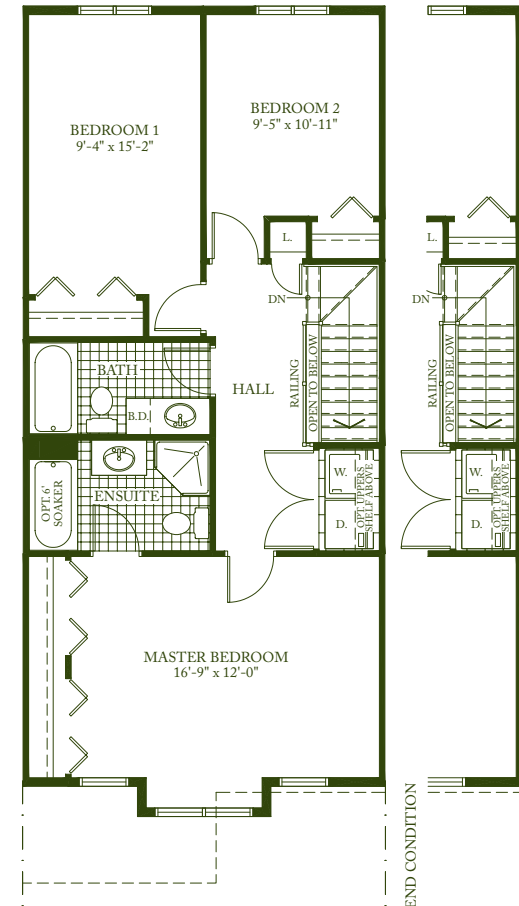 BEDROOM 1
9'-4" x 15'-2"
BEDROOM 2
9'-5" x 10'-11"
L.
L.
DN
DN
RAILING
OPEN TO BELOW
RAILING
OPEN TO BELOW
BATH
B.D.
HALL
OPT. 6'
SOAKER
ENSUITE
W.
D.
OPT. UPPERS
SHELF ABOVE
W.
D.
OPT. UPPERS
SHELF ABOVE
MASTER BEDROOM
16'-9" x 12'-0"
END CONDITION